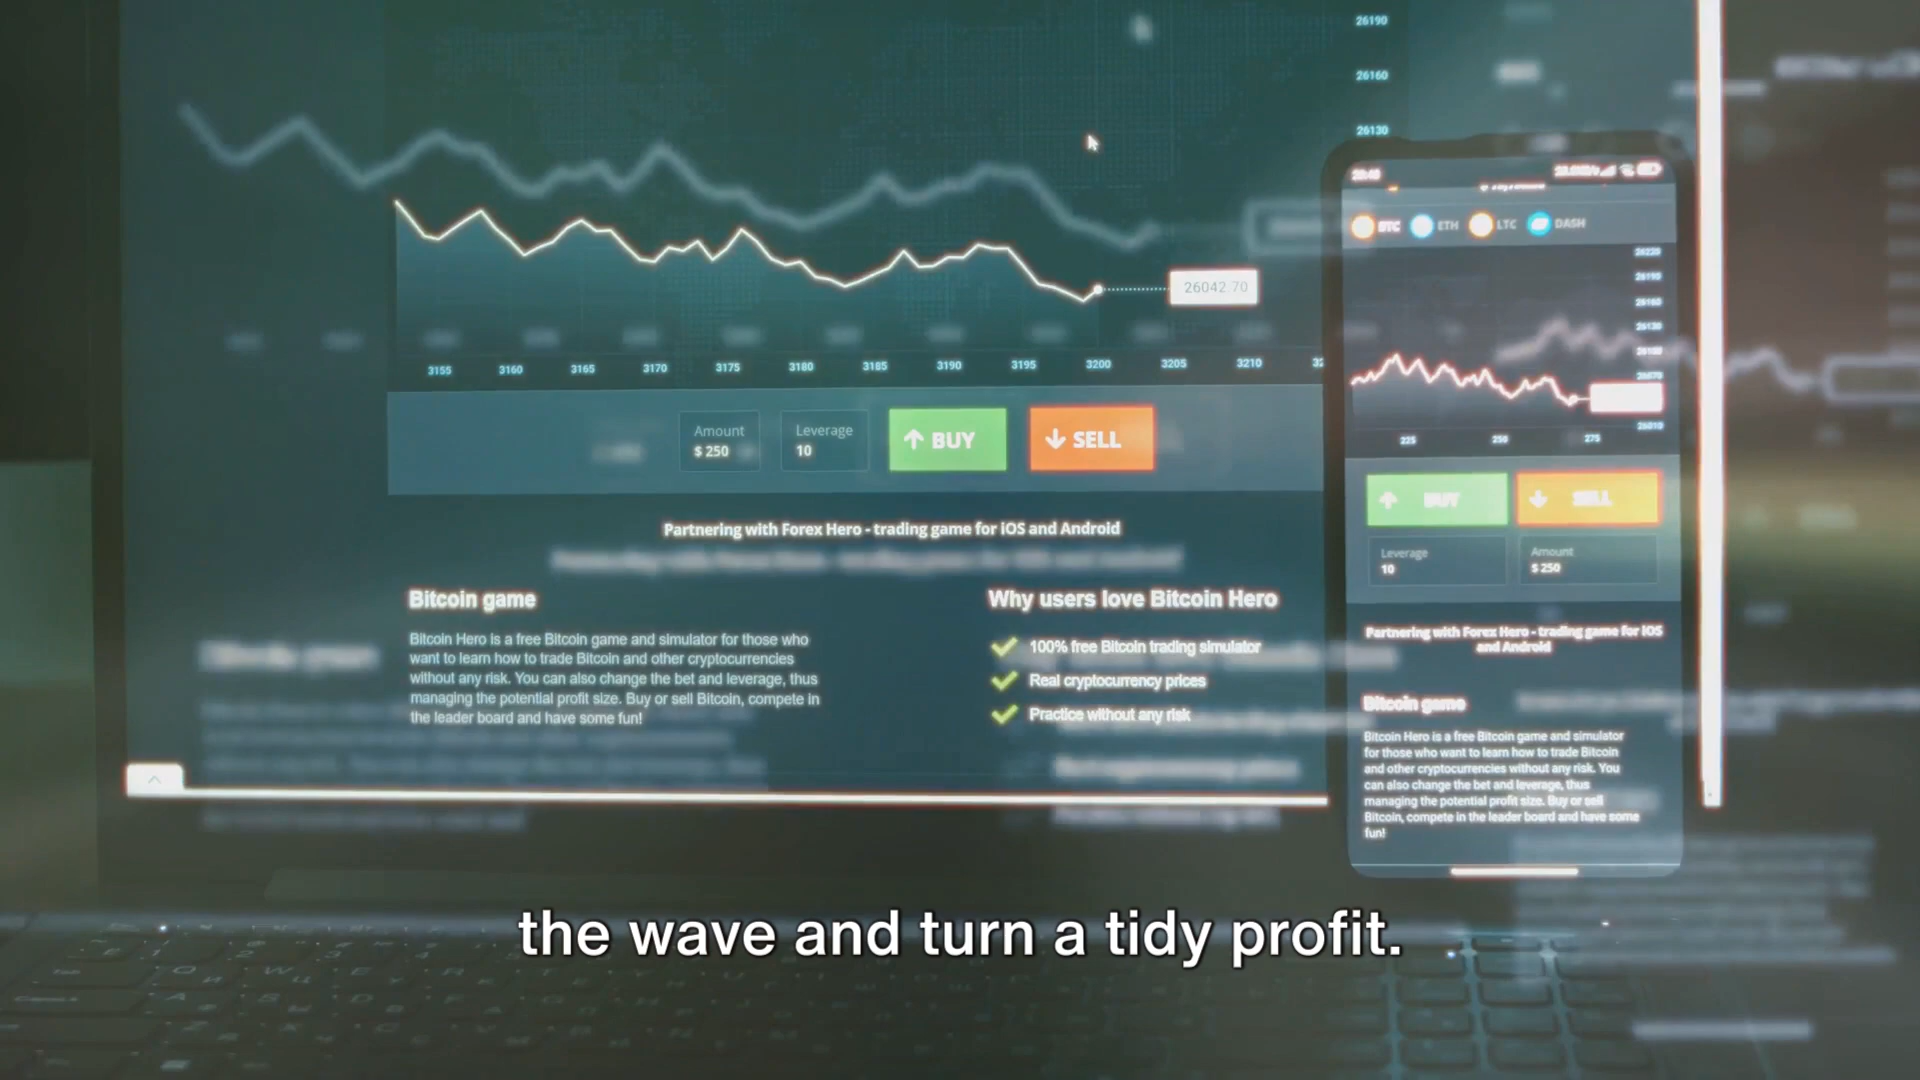 26190
26160
26130
26042.70
3155 3160 3165 3170 3175 3180 3185 3190 3195 3200 3205 3210
Amount
$ 250
Leverage
10
BUY
SELL
Partnering with Forex Hero - trading game for iOS and Android
Bitcoin game
Bitcoin Hero is a free Bitcoin game and simulator for those who
want to learn how to trade Bitcoin and other cryptocurrencies
without any risk. You can also change the bet and leverage, thus
managing the potential profit size. Buy or sell Bitcoin, compete in
the leader board and have some fun!
Why users love Bitcoin Hero
100% free Bitcoin trading simulator
Real cryptocurrency prices
Practice without any risk
BTC ETH LTC DASH
26220
26190
26160
26130
26100
26070
26010
225 250 275
BUY
SELL
Leverage
10
Amount
$ 250
Partnering with Forex Hero - trading game for iOS
and Android
Bitcoin game
Bitcoin Hero is a free Bitcoin game and simulator
for those who want to learn how to trade Bitcoin
and other cryptocurrencies without any risk. You
can also change the bet and leverage, thus
managing the potential profit size. Buy or sell
Bitcoin, compete in the leader board and have some
fun!
the wave and turn a tidy profit.